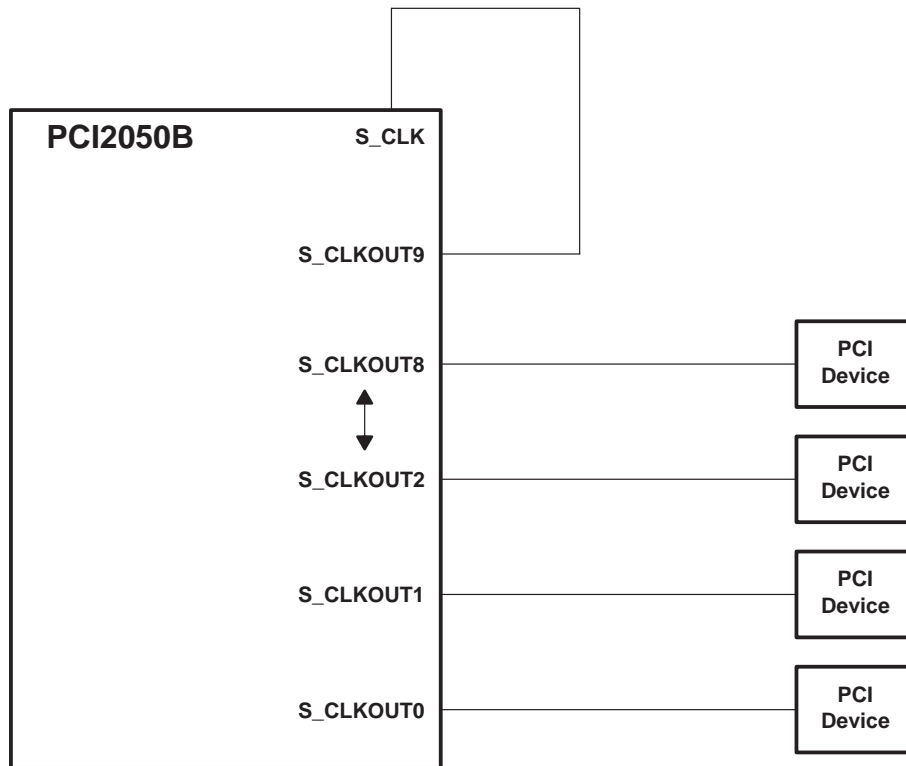 PCI2050B
S_CLK
S_CLKOUT9
S_CLKOUT8
PCI
Device
S_CLKOUT2
PCI
Device
S_CLKOUT1
PCI
Device
S_CLKOUT0
PCI
Device